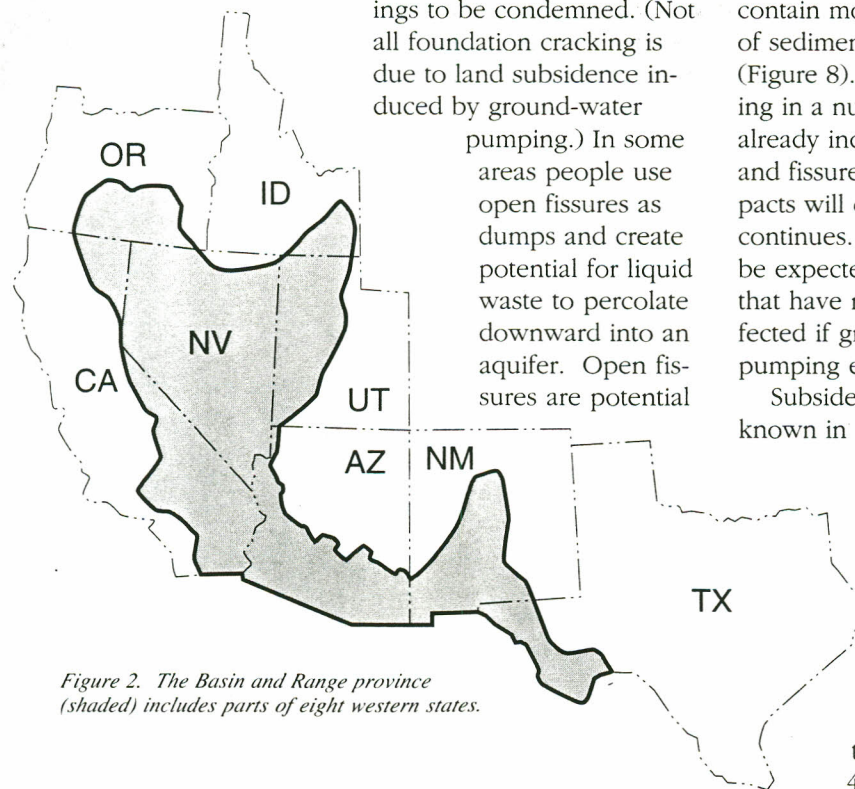 ings to be condemned. (Not
all foundation cracking is
due to land subsidence in-
duced by ground-water
pumping.) In some
areas people use
open fissures as
dumps and create
potential for liquid
waste to percolate
downward into an
aquifer. Open fis-
sures are potential
contain mo
of sedimen
(Figure 8).
ing in a nu
already inc
and fissure
pacts will
continues.
be expecte
that have
fected if gr
pumping e
Subside
known in
OR
ID
NV
CA
UT
AZ
NM
TX
Figure 2. The Basin and Range province
(shaded) includes parts of eight western states.
4